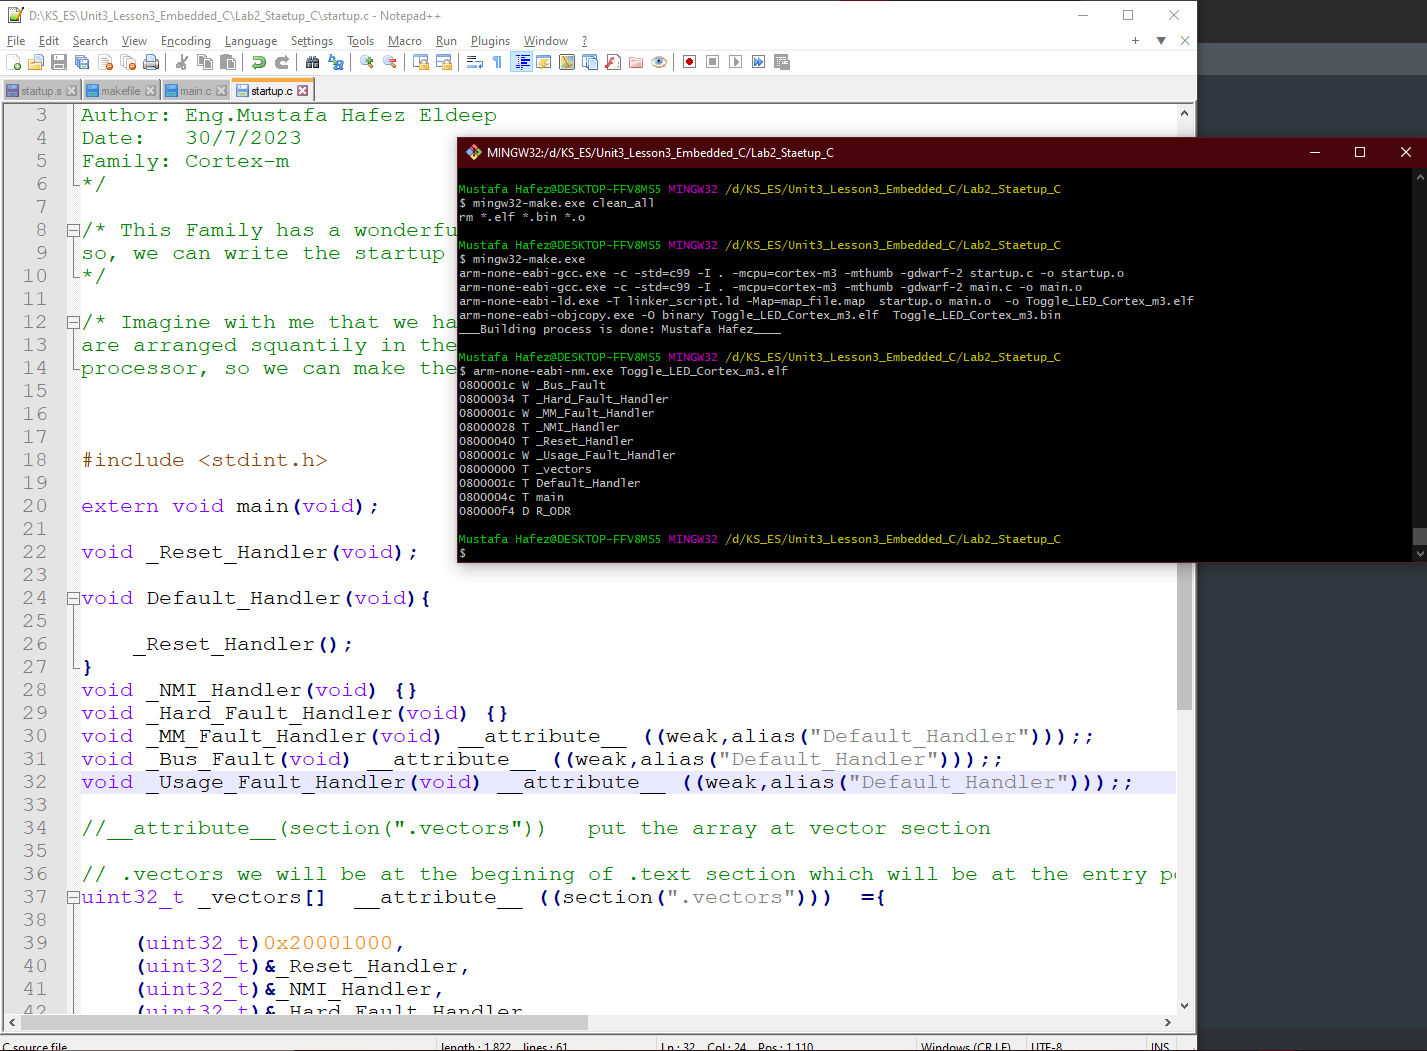 D:\KS_ES\Unit3_Lesson3_Embedded_C\Lab2_Staetup_C\startup.c - Notepad++
File Edit Search View Encoding Language Settings Tools Macro Run Plugins Window ?
startup.s makefile main.c startup.c
3 Author: Eng.Mustafa Hafez Eldeep
4 Date: 30/7/2023
5 Family: Cortex-m
6 */
7
8 /* This Family has a wonderfu
9 so, we can write the startup
10 */
11
12 /* Imagine with me that we ha
13 are arranged squantily in the
14 processor, so we can make the
15
16
17
18 #include <stdint.h>
19
20 extern void main(void);
21
22 void _Reset_Handler(void);
23
24 void Default_Handler(void){
25
26 _Reset_Handler();
27 }
28 void _NMI_Handler(void) {}
29 void _Hard_Fault_Handler(void) {}
30 void _MM_Fault_Handler(void) __attribute__ ((weak,alias("Default_Handler")));;
31 void _Bus_Fault(void) __attribute__ ((weak,alias("Default_Handler")));;
32 void _Usage_Fault_Handler(void) __attribute__ ((weak,alias("Default_Handler")));;
33
34 //__attribute__(section(".vectors")) put the array at vector section
35
36 // .vectors we will be at the begining of .text section which will be at the entry p
37 uint32_t _vectors[] __attribute__ ((section(".vectors"))) ={
38
39 (uint32_t)0x20001000,
40 (uint32_t)&_Reset_Handler,
41 (uint32_t)&_NMI_Handler,
42 (uint32_t)&_Hard_Fault_Handler
C source file length : 1,822 lines : 61 Ln : 32 Col : 24 Pos : 1,110 Windows (CR LF) UTF-8 INS
MINGW32:/d/KS_ES/Unit3_Lesson3_Embedded_C/Lab2_Staetup_C
Mustafa Hafez@DESKTOP-FFV8MS5 MINGW32 /d/KS_ES/Unit3_Lesson3_Embedded_C/Lab2_Staetup_C
$ mingw32-make.exe clean_all
rm *.elf *.bin *.o
Mustafa Hafez@DESKTOP-FFV8MS5 MINGW32 /d/KS_ES/Unit3_Lesson3_Embedded_C/Lab2_Staetup_C
$ mingw32-make.exe
arm-none-eabi-gcc.exe -c -std=c99 -I . -mcpu=cortex-m3 -mthumb -gdwarf-2 startup.c -o startup.o
arm-none-eabi-gcc.exe -c -std=c99 -I . -mcpu=cortex-m3 -mthumb -gdwarf-2 main.c -o main.o
arm-none-eabi-ld.exe -T linker_script.ld -Map=map_file.map startup.o main.o -o Toggle_LED_Cortex_m3.elf
arm-none-eabi-objcopy.exe -O binary Toggle_LED_Cortex_m3.elf Toggle_LED_Cortex_m3.bin
___Building process is done: Mustafa Hafez____
Mustafa Hafez@DESKTOP-FFV8MS5 MINGW32 /d/KS_ES/Unit3_Lesson3_Embedded_C/Lab2_Staetup_C
$ arm-none-eabi-nm.exe Toggle_LED_Cortex_m3.elf
0800001c W _Bus_Fault
08000034 T _Hard_Fault_Handler
0800001c W _MM_Fault_Handler
08000028 T _NMI_Handler
08000040 T _Reset_Handler
0800001c W _Usage_Fault_Handler
08000000 T _vectors
0800001c T Default_Handler
0800004c T main
080000f4 D R_ODR
Mustafa Hafez@DESKTOP-FFV8MS5 MINGW32 /d/KS_ES/Unit3_Lesson3_Embedded_C/Lab2_Staetup_C
$